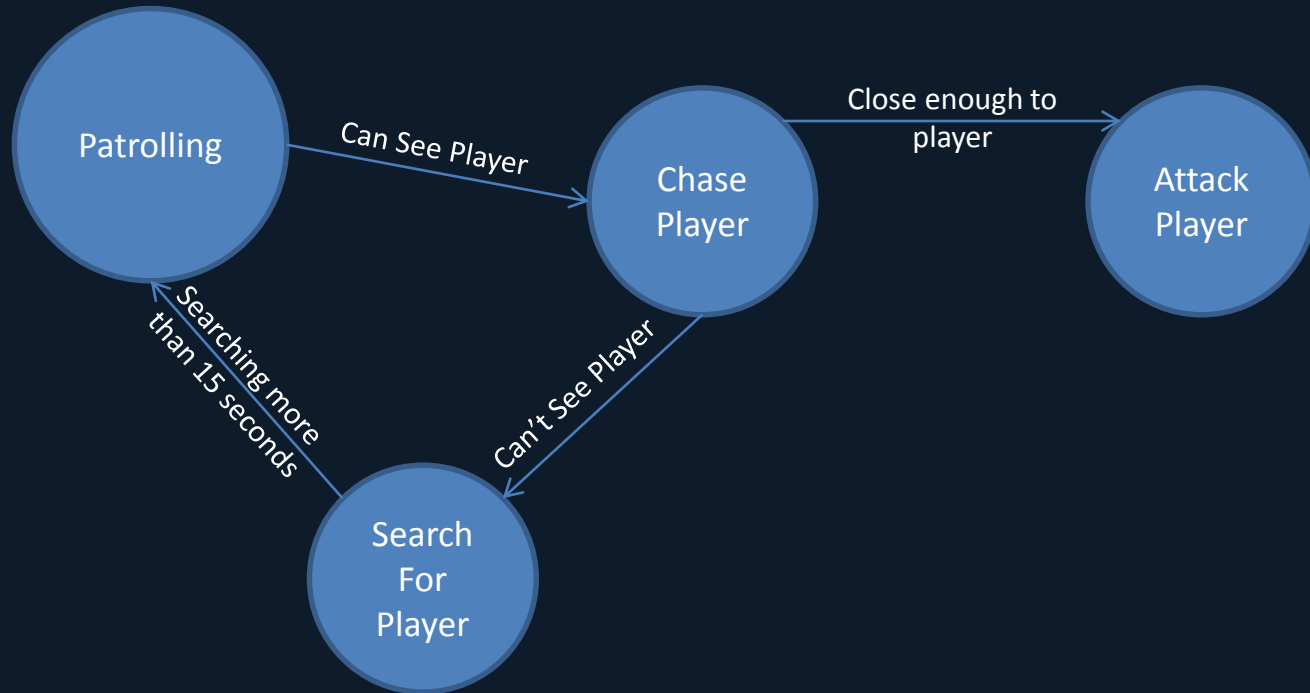 Patrolling
Can See Player
Chase
Player
Close enough to
player
Attack
Player
Can’t See Player
Searching more
than 15 seconds
Search
For
Player